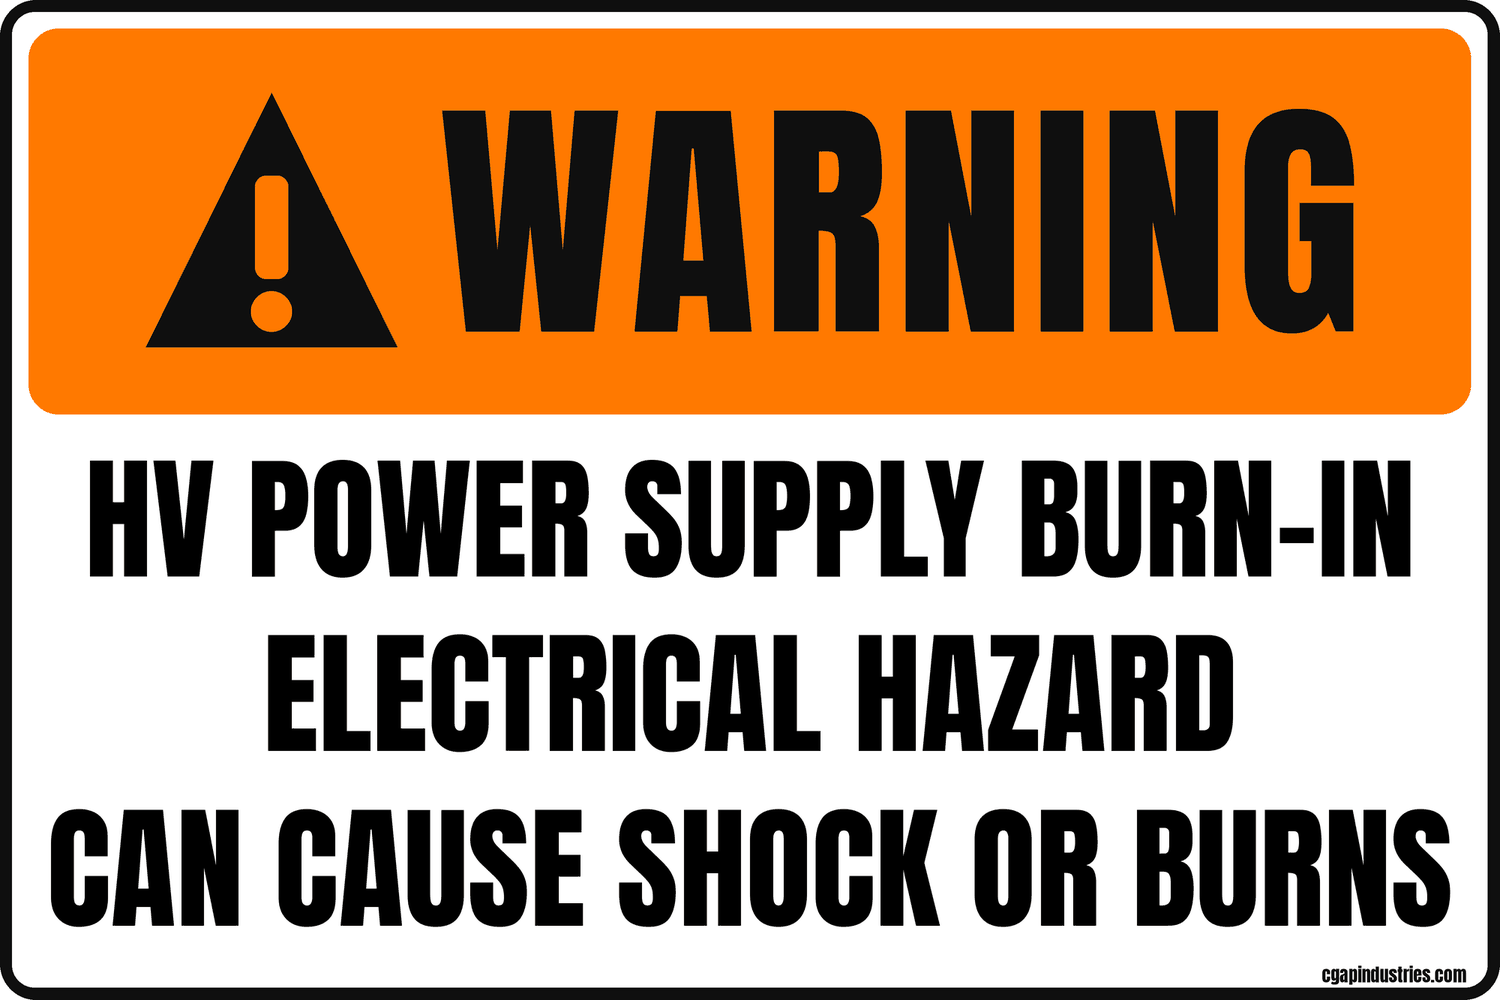 WARNING
HV POWER SUPPLY BURN-IN
ELECTRICAL HAZARD
CAN CAUSE SHOCK OR BURNS
cgapindustries.com